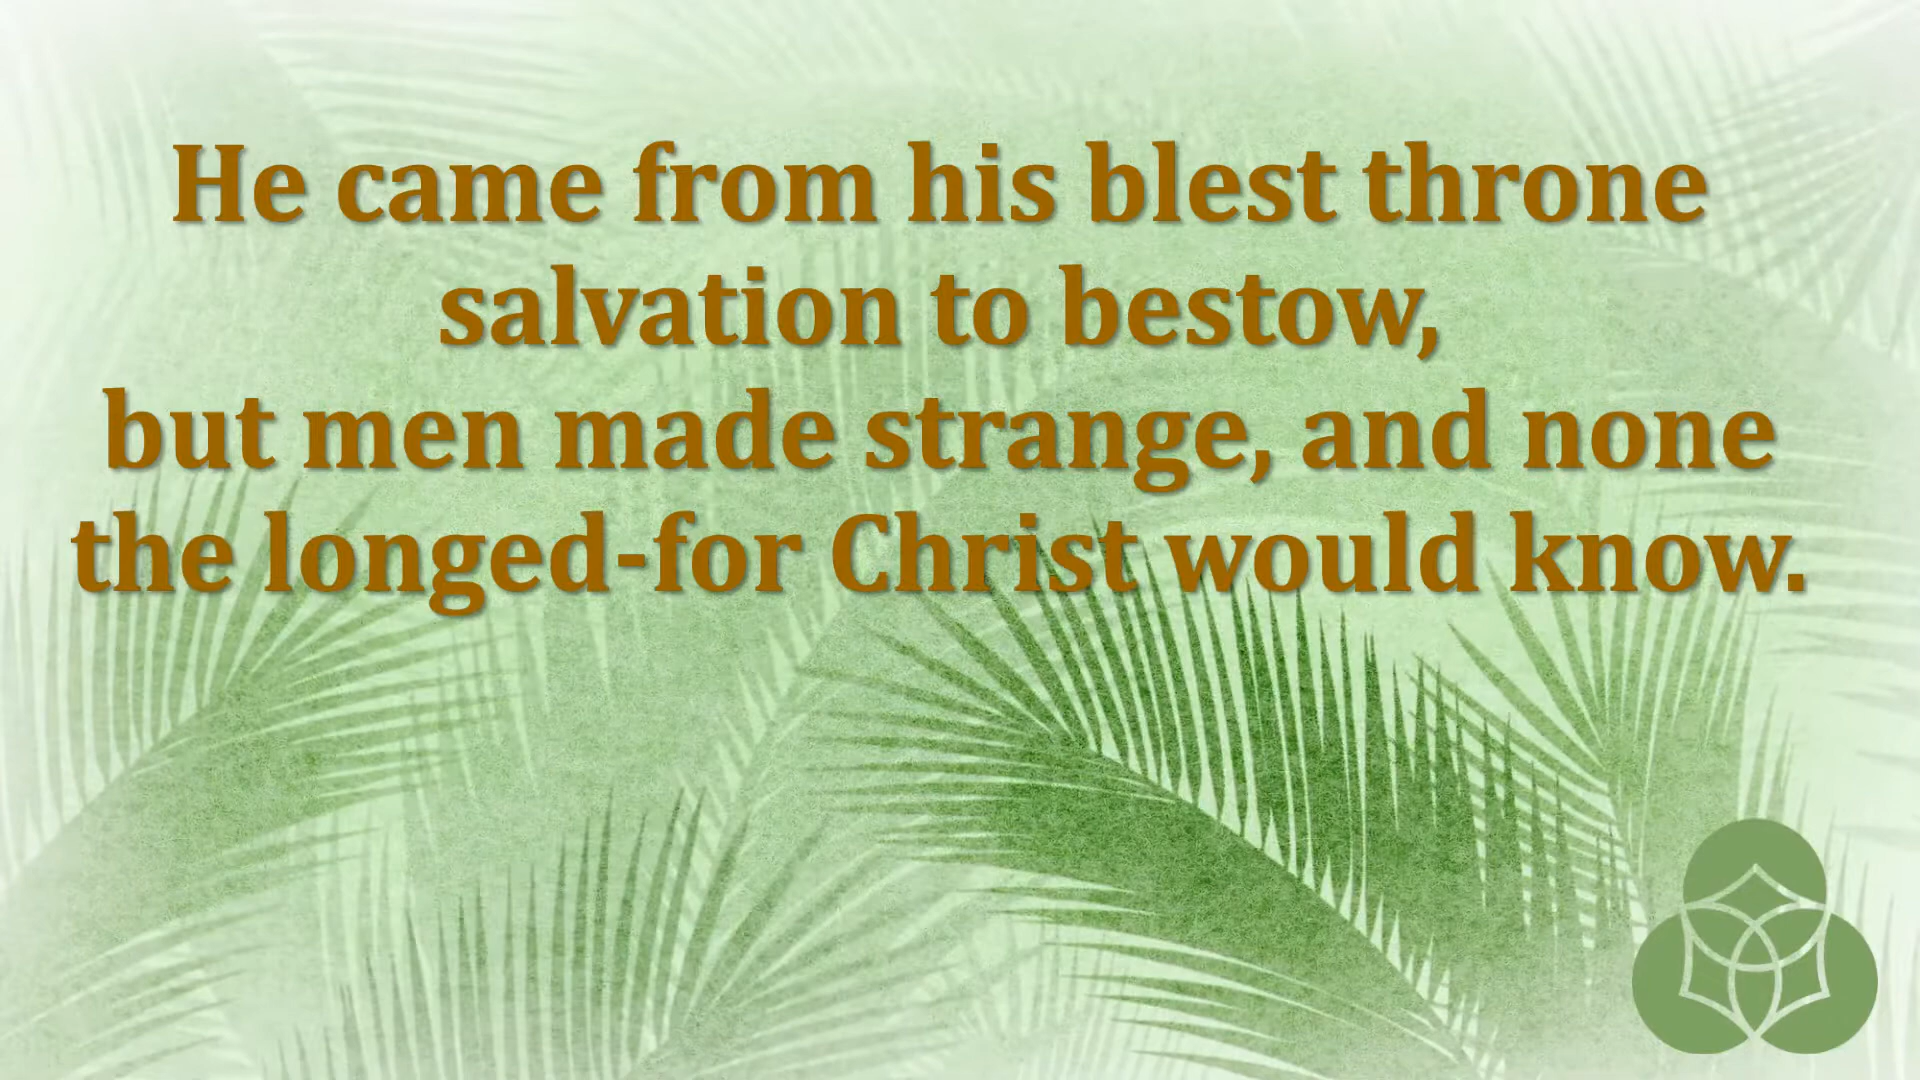 He came from his blest throne
salvation to bestow,
but men made strange, and none
the longed-for Christ would know.